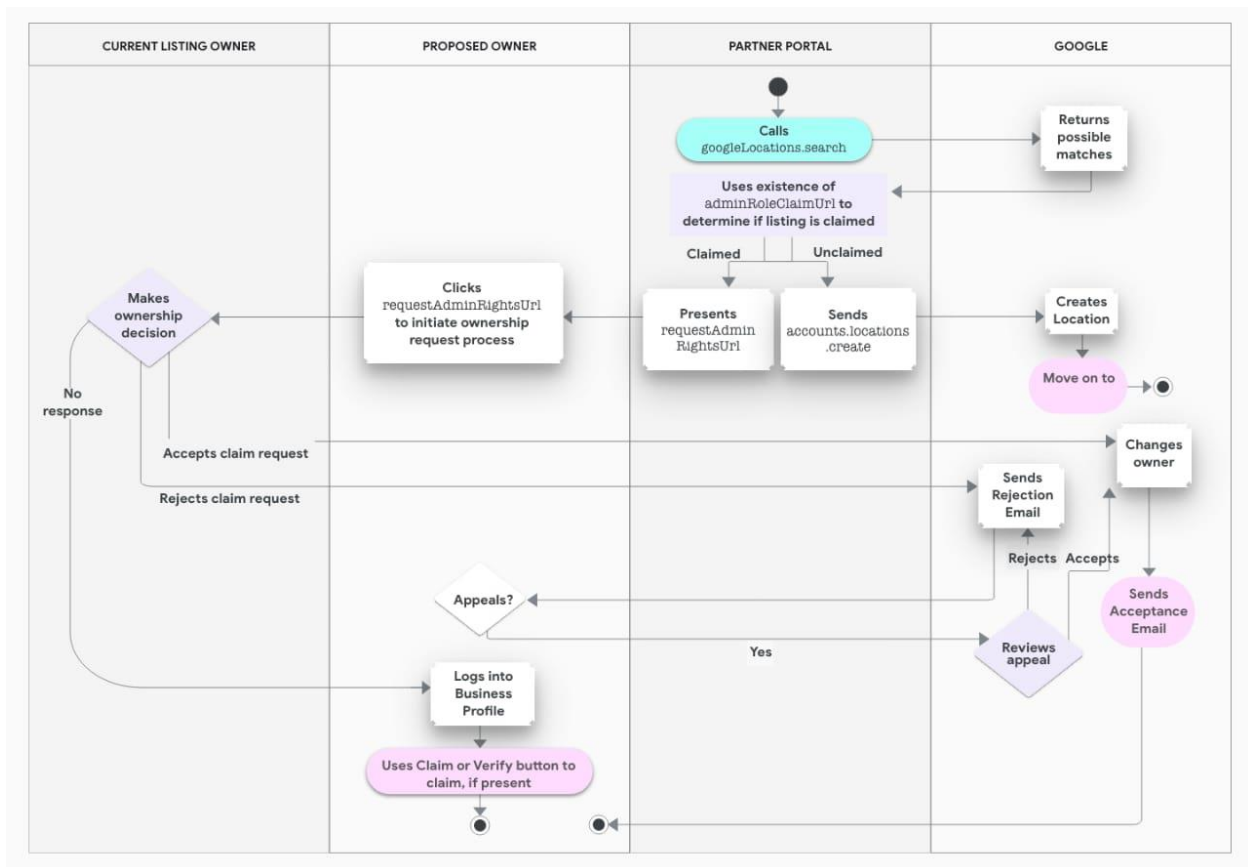 CURRENT LISTING OWNER
PROPOSED OWNER
PARTNER PORTAL
GOOGLE
Calls
googleLocations.search
Returns
possible
matches
Uses existence of
adminRoleClaimUrl to
determine if listing is claimed
Claimed
Unclaimed
Makes
ownership
decision
Clicks
requestAdminRightsUrl
to initiate ownership
request process
Presents
requestAdmin
RightsUrl
Sends
accounts.locations
.create
Creates
Location
Move on to
No
response
Accepts claim request
Changes
owner
Rejects claim request
Sends
Rejection
Email
Rejects
Accepts
Appeals?
Sends
Acceptance
Email
Yes
Reviews
appeal
Logs into
Business
Profile
Uses Claim or Verify button to
claim, if present